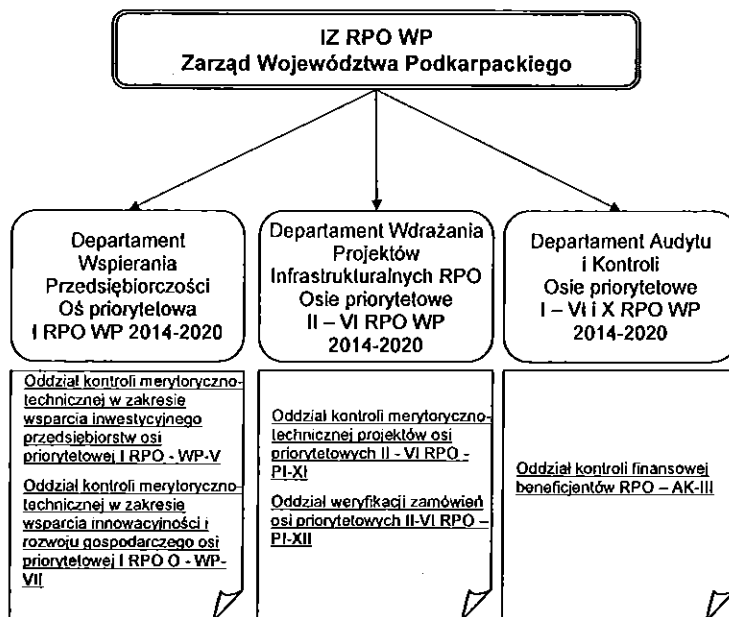 IZ RPO WP
Zarząd Województwa Podkarpackiego
Departament
Wspierania
Przedsiębiorczości
Oś priorytetowa
I RPO WP 2014-2020
Departament Wdrażania
Projektów
Infrastrukturalnych RPO
Osie priorytetowe
II – VI RPO WP
2014-2020
Departament Audytu
i Kontroli
Osie priorytetowe
I – VI i X RPO WP
2014-2020
Oddział kontroli merytoryczno-
technicznej w zakresie
wsparcia inwestycyjnego
przedsiębiorstw osi
priorytetowej I RPO - WP-V
Oddział kontroli merytoryczno-
technicznej w zakresie
wsparcia innowacyjności i
rozwoju gospodarczego osi
priorytetowej I RPO O - WP-
VII
Oddział kontroli merytoryczno-
technicznej projektów osi
priorytetowych II - VI RPO -
PI-XI
Oddział weryfikacji zamówień
osi priorytetowych II-VI RPO –
PI-XII
Oddział kontroli finansowej
beneficjentów RPO – AK-III